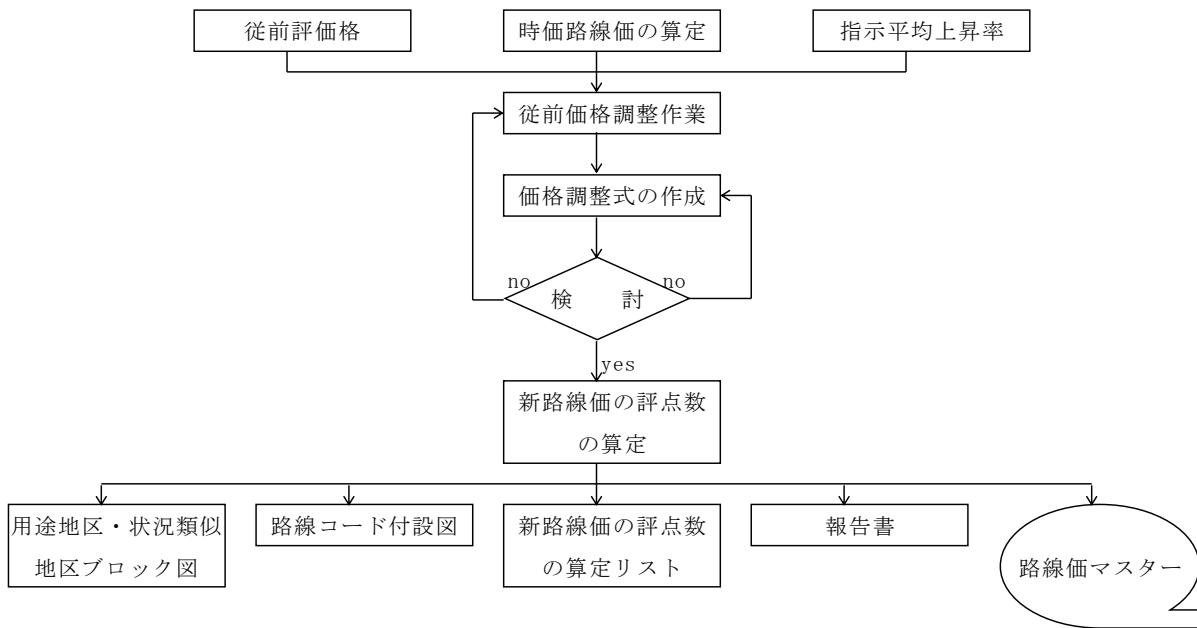 従前評価格
時価路線価の算定
指示平均上昇率
従前価格調整作業
価格調整式の作成
no
no
検 討
yes
新路線価の評点数
の算定
用途地区・状況類似
地区ブロック図
路線コード付設図
新路線価の評点数
の算定リスト
報告書
路線価マスター